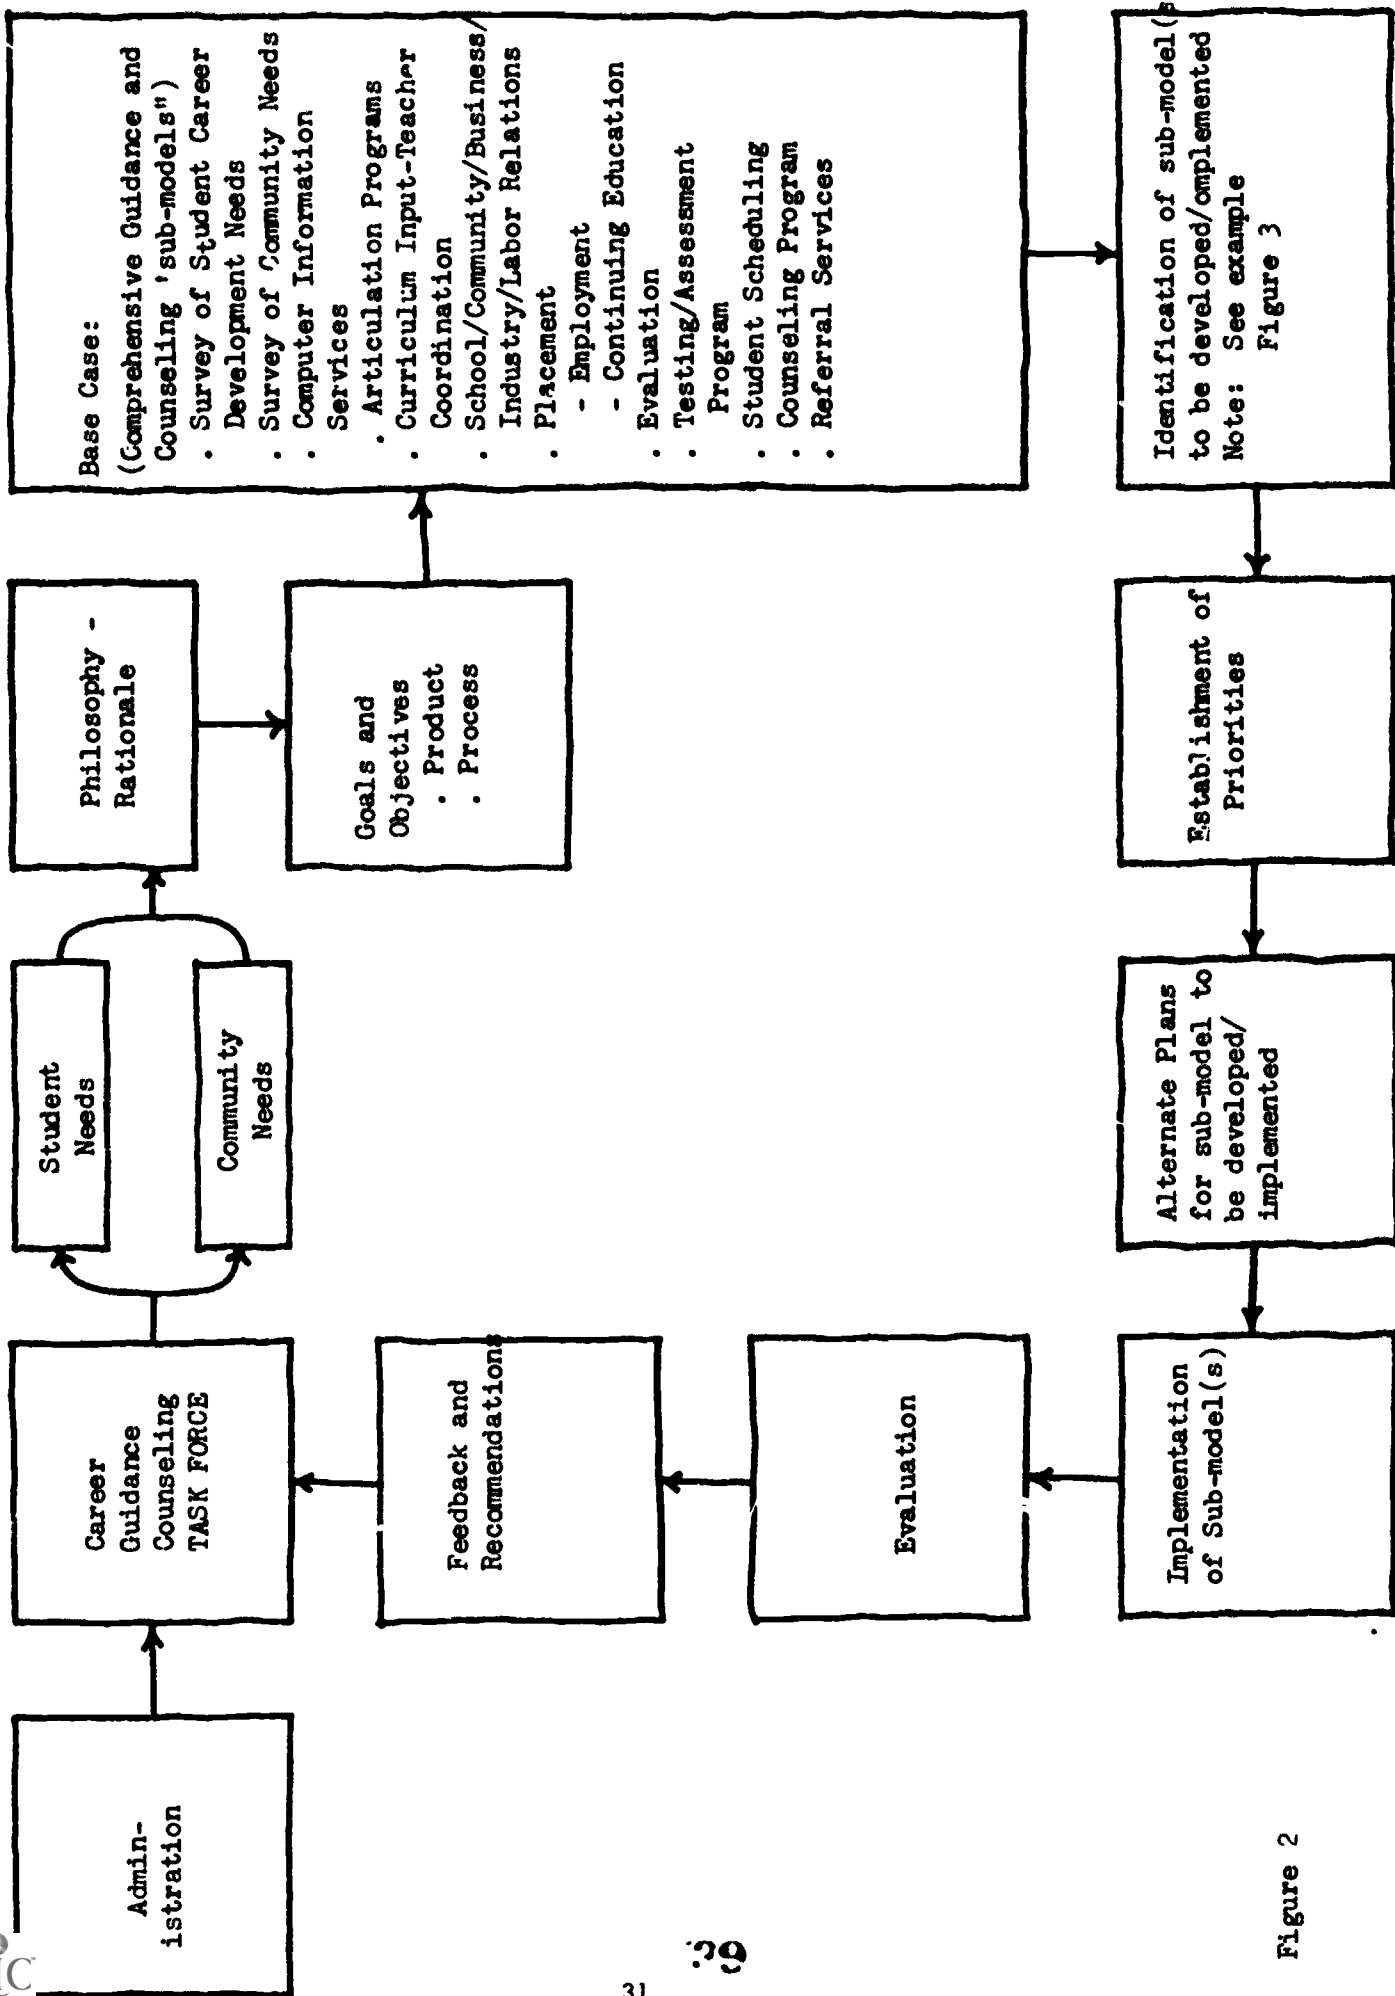 Admin-
istration
Career
Guidance
Counseling
TASK FORCE
Student
Needs
Community
Needs
Philosophy -
Rationale
Goals and
Objectives
. Product
. Process
Base Case:
(Comprehensive Guidance and
Counseling 'sub-models")
. Survey of Student Career
Development Needs
. Survey of Community Needs
. Computer Information
Services
. Articulation Programs
. Curriculum Input-Teacher
Coordination
. School/Community/Business/
Industry/Labor Relations
. Placement
- Employment
- Continuing Education
. Evaluation
. Testing/Assessment
Program
. Student Scheduling
. Counseling Program
. Referral Services
Identification of sub-model(s
to be developed/omplemented
Note: See example
Figure 3
Establishment of
Priorities
Alternate Plans
for sub-model to
be developed/
implemented
Implementation
of Sub-model(s)
Evaluation
Feedback and
Recommendations
Figure 2
31